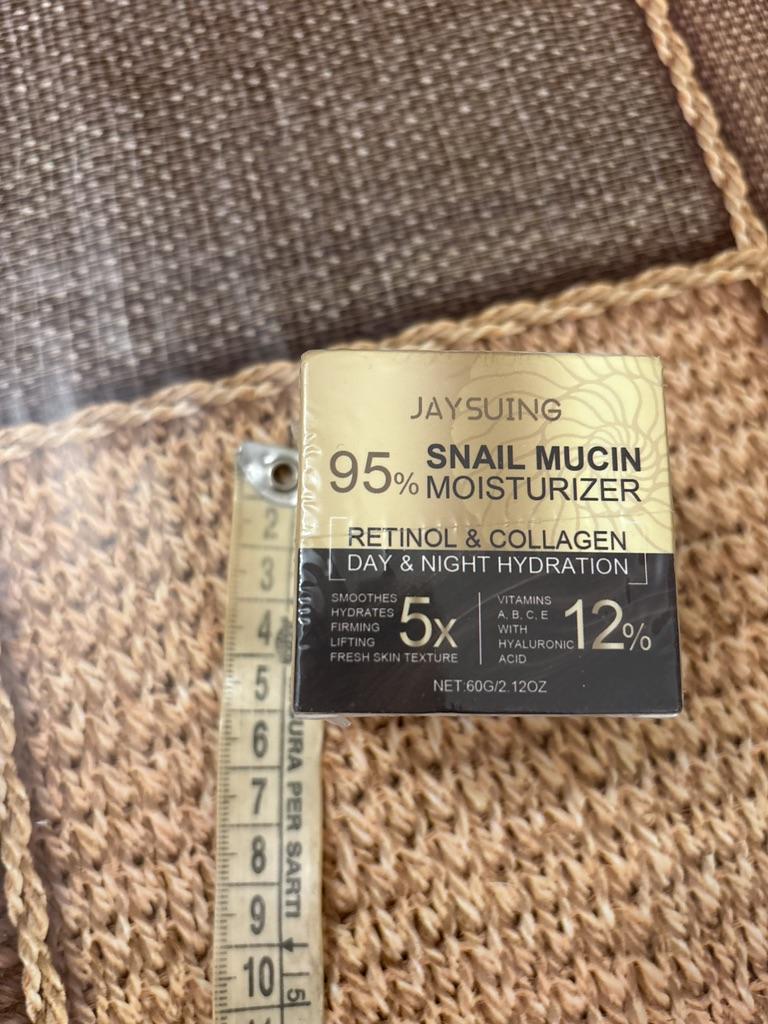 JAYSUING
95% SNAIL MUCIN
MOISTURIZER
RETINOL & COLLAGEN
DAY & NIGHT HYDRATION
SMOOTHES
HYDRATES
FIRMING
LIFTING
FRESH SKIN TEXTURE
5x
VITAMINS
A, B, C, E
WITH
HYALURONIC
ACID
12%
NET:60G/2.12OZ
2
3
4
5
6
7
8
9
10
URA PER SARTI
5